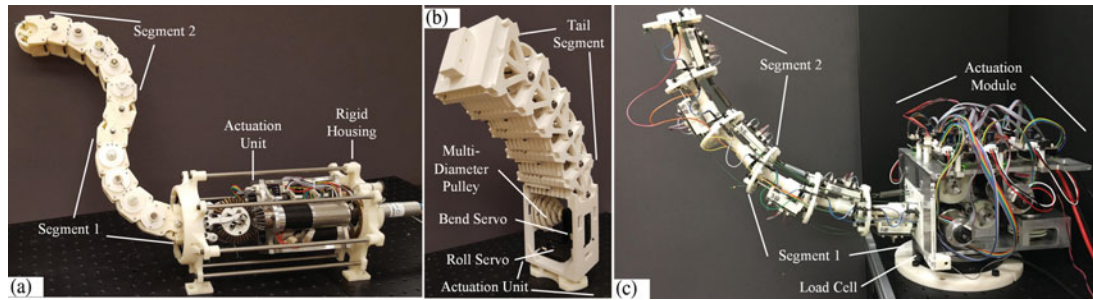 (a)
Segment 2
Actuation
Unit
Rigid
Housing
Segment 1
(b)
Tail
Segment
Multi-
Diameter
Pulley
Bend Servo
Roll Servo
Actuation Unit
(c)
Segment 2
Actuation
Module
Segment 1
Load Cell